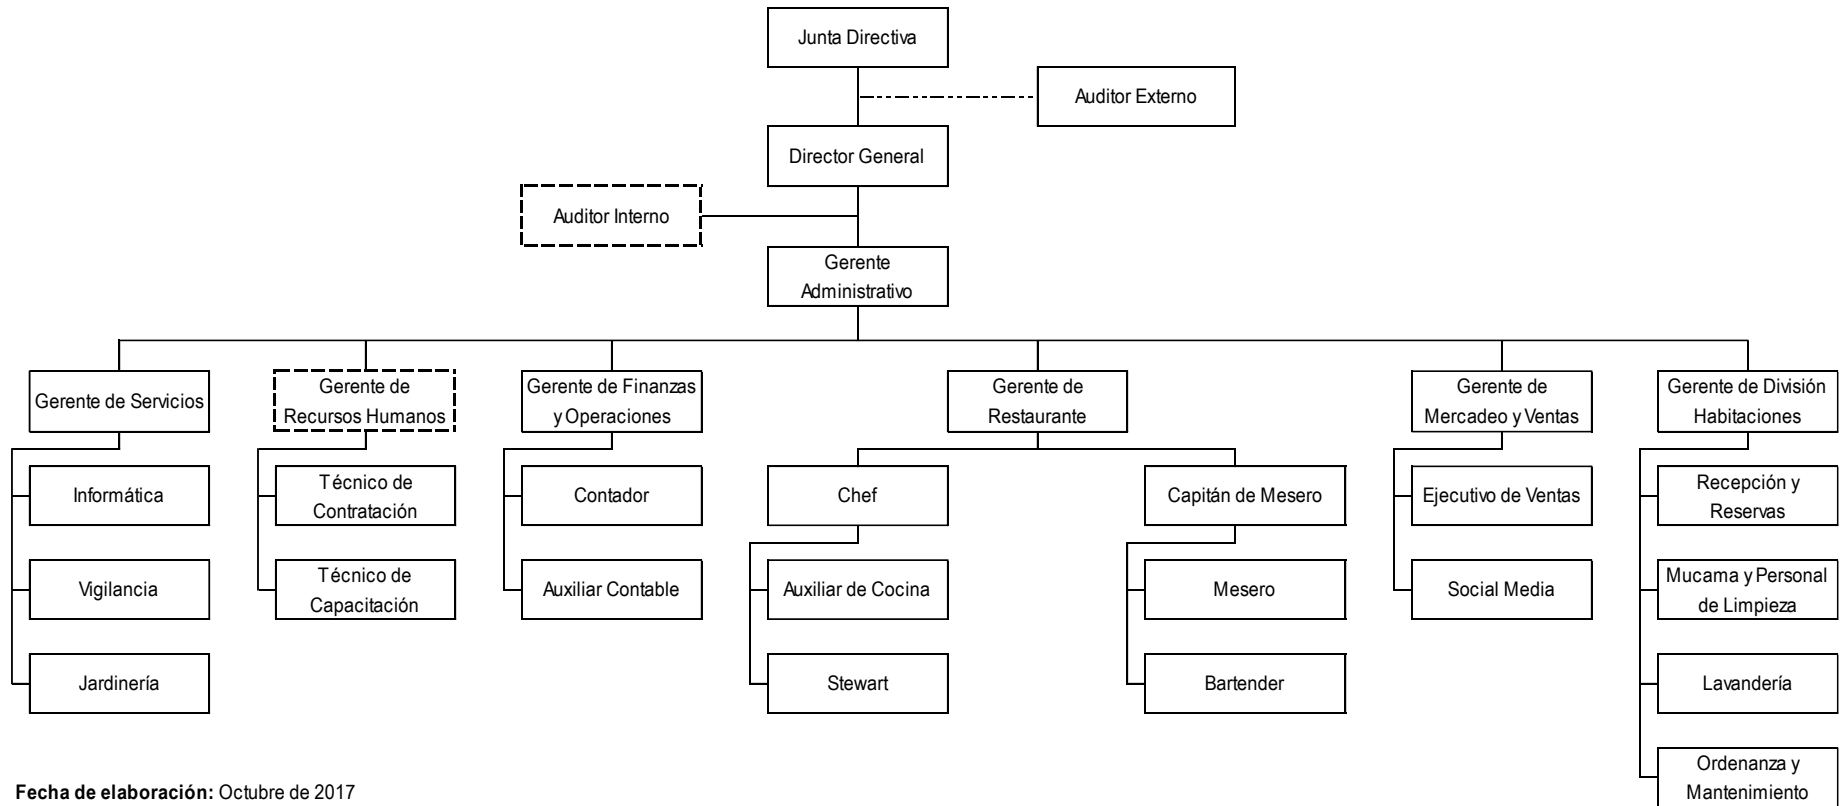 Junta Directiva
Auditor Externo
Director General
Auditor Interno
Gerente
Administrativo
Gerente de Servicios
Gerente de
Recursos Humanos
Gerente de Finanzas
y Operaciones
Gerente de
Restaurante
Gerente de
Mercadeo y Ventas
Gerente de División
Habitaciones
Informática
Técnico de
Contratación
Contador
Chef
Capitán de Mesero
Ejecutivo de Ventas
Recepción y
Reservas
Vigilancia
Técnico de
Capacitación
Auxiliar Contable
Auxiliar de Cocina
Mesero
Social Media
Mucama y Personal
de Limpieza
Jardinería
Stewart
Bartender
Lavandería
Ordenanza y
Mantenimiento
Fecha de elaboración: Octubre de 2017